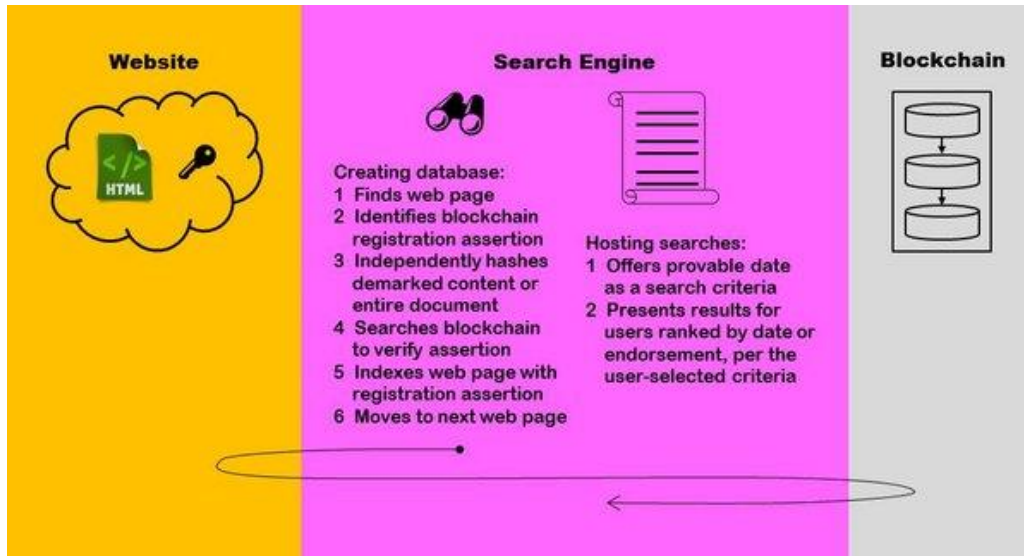 Website
</>
HTML
Search Engine
Creating database:
1 Finds web page
2 Identifies blockchain
registration assertion
3 Independently hashes
demarked content or
entire document
4 Searches blockchain
to verify assertion
5 Indexes web page with
registration assertion
6 Moves to next web page
Hosting searches:
1 Offers provable date
as a search criteria
2 Presents results for
users ranked by date or
endorsement, per the
user-selected criteria
Blockchain